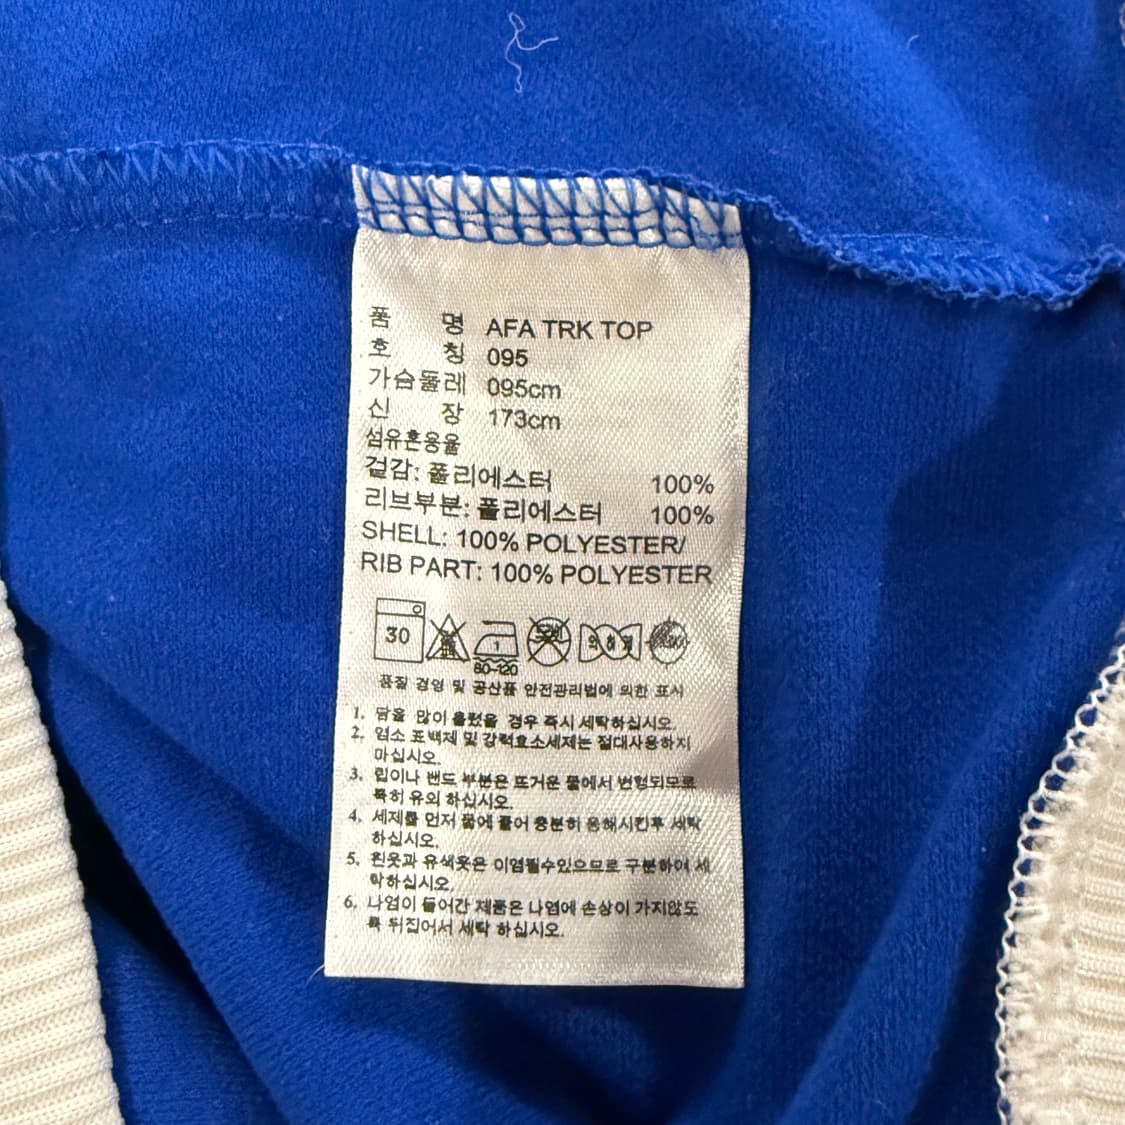 품 명 AFA TRK TOP
호 칭 095
가슴둘레 095cm
신 장 173cm
섬유혼용율
겉감: 폴리에스터 100%
리브부분: 폴리에스터 100%
SHELL: 100% POLYESTER/
RIB PART: 100% POLYESTER
30
1
80~120
품질 경영 및 공산품 안전관리법에 의한 표시
1. 땀을 많이 흘렸을 경우 즉시 세탁하십시오.
2. 염소 표백제 및 강력효소세제는 절대사용하지
마십시오.
3. 립이나 밴드 부분은 뜨거운 물에서 변형되므로
특히 유의 하십시오.
4. 세제를 먼저 물에 풀어 충분히 용해시킨후 세탁
하십시오.
5. 흰옷과 유색옷은 이염될수있으므로 구분하여 세
탁하십시오.
6. 나염이 들어간 제품은 나염에 손상이 가지않도
록 뒤집어서 세탁 하십시오.